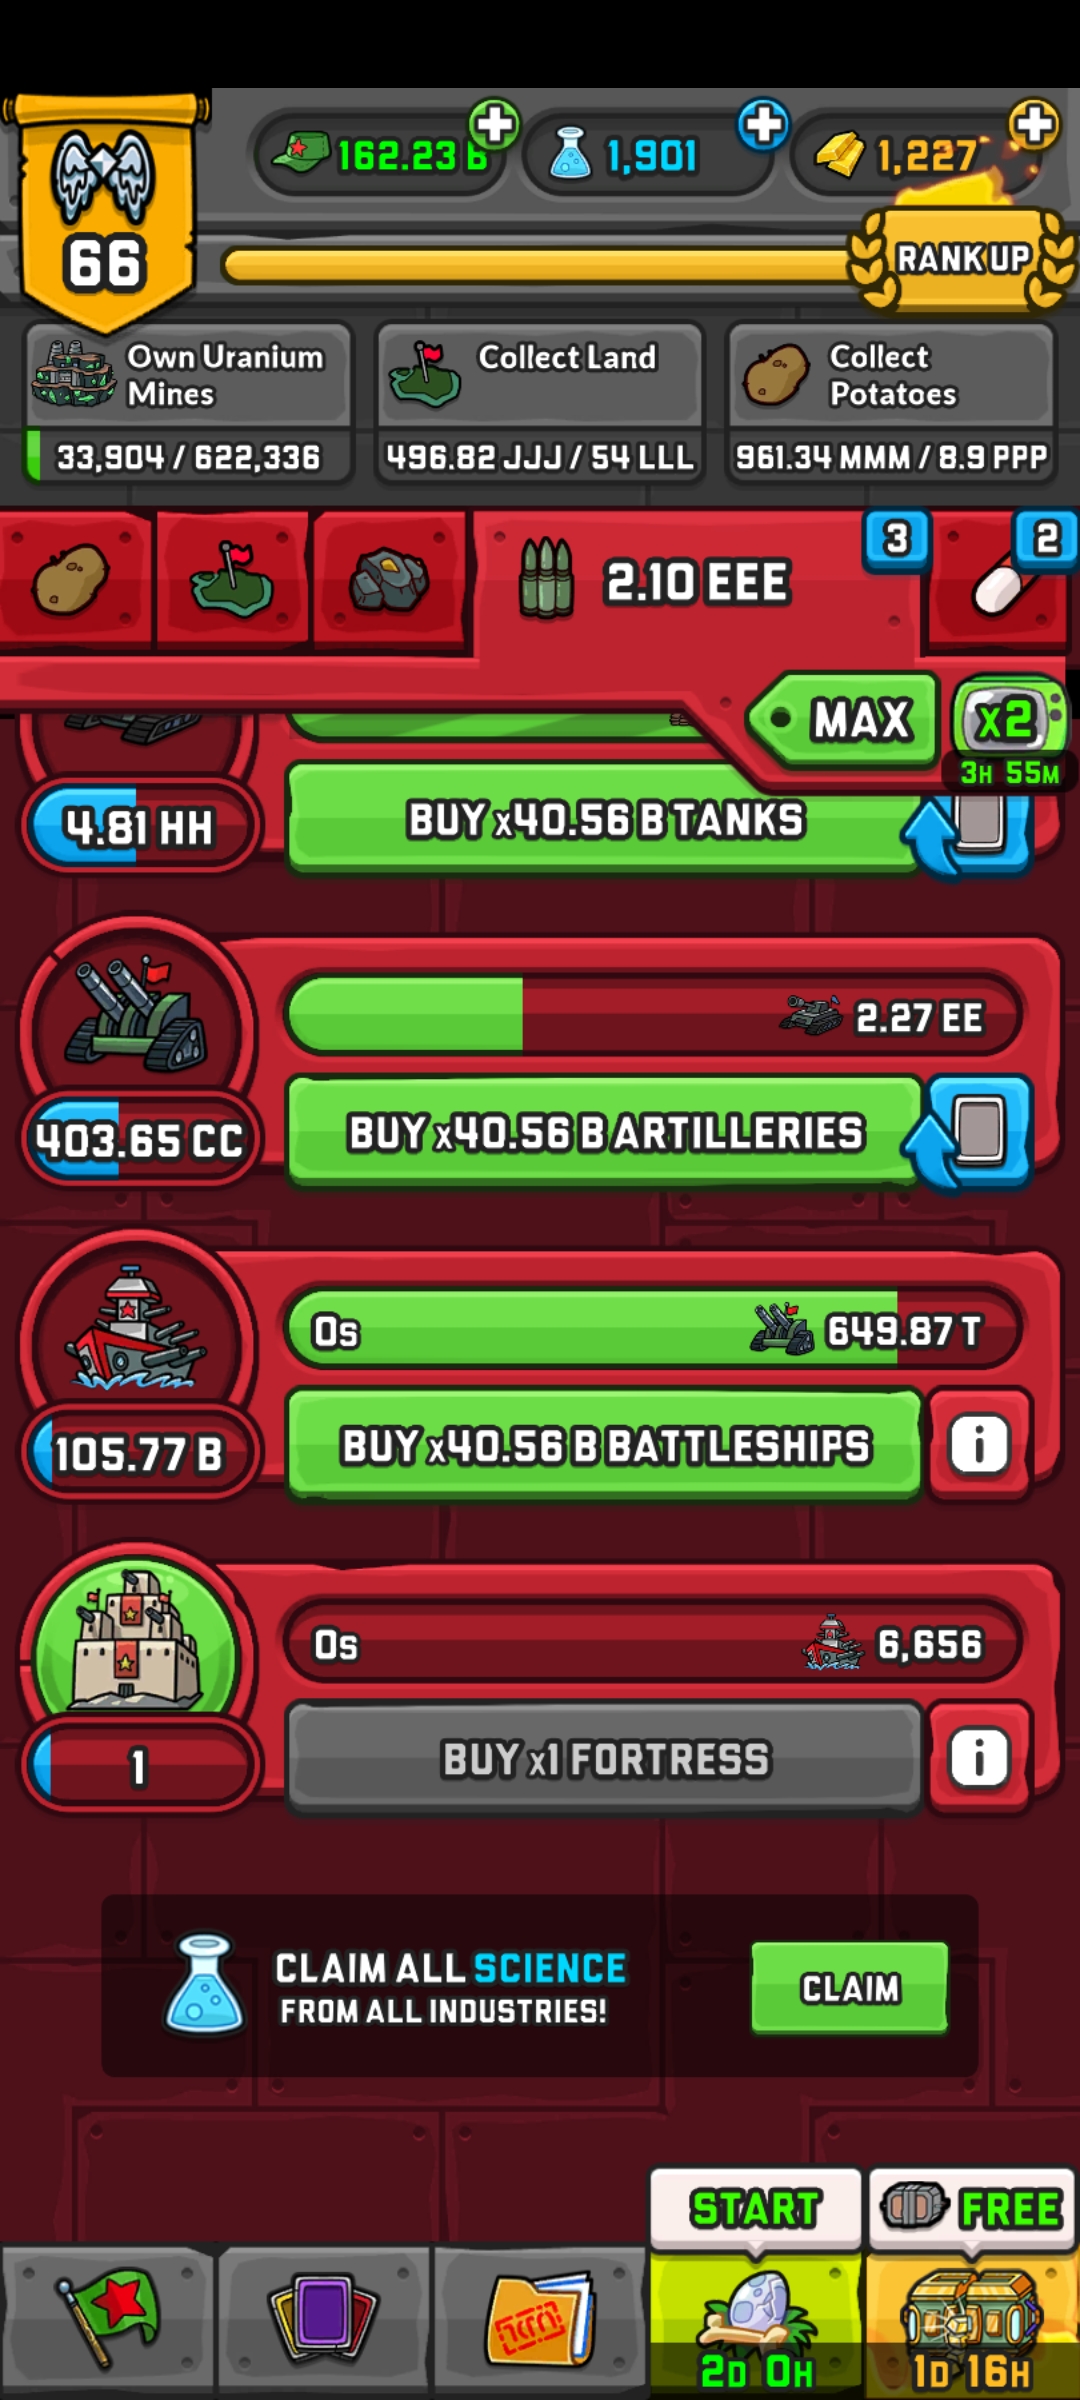 162.23 B
1,901
1,227
66
RANK UP
Own Uranium
Mines
33,904 / 622,336
Collect Land
496.82 JJJ / 54 LLL
Collect
Potatoes
961.34 MMM / 8.9 PPP
2.10 EEE
3
2
MAX
x2
3H 55M
4.81 HH
BUY x40.56 B TANKS
2.27 EE
403.65 CC
BUY x40.56 B ARTILLERIES
0s
649.87 T
105.77 B
BUY x40.56 B BATTLESHIPS
i
0s
6,656
1
BUY x1 FORTRESS
i
CLAIM ALL SCIENCE
FROM ALL INDUSTRIES!
CLAIM
START
FREE
2D 0H
1D 16H